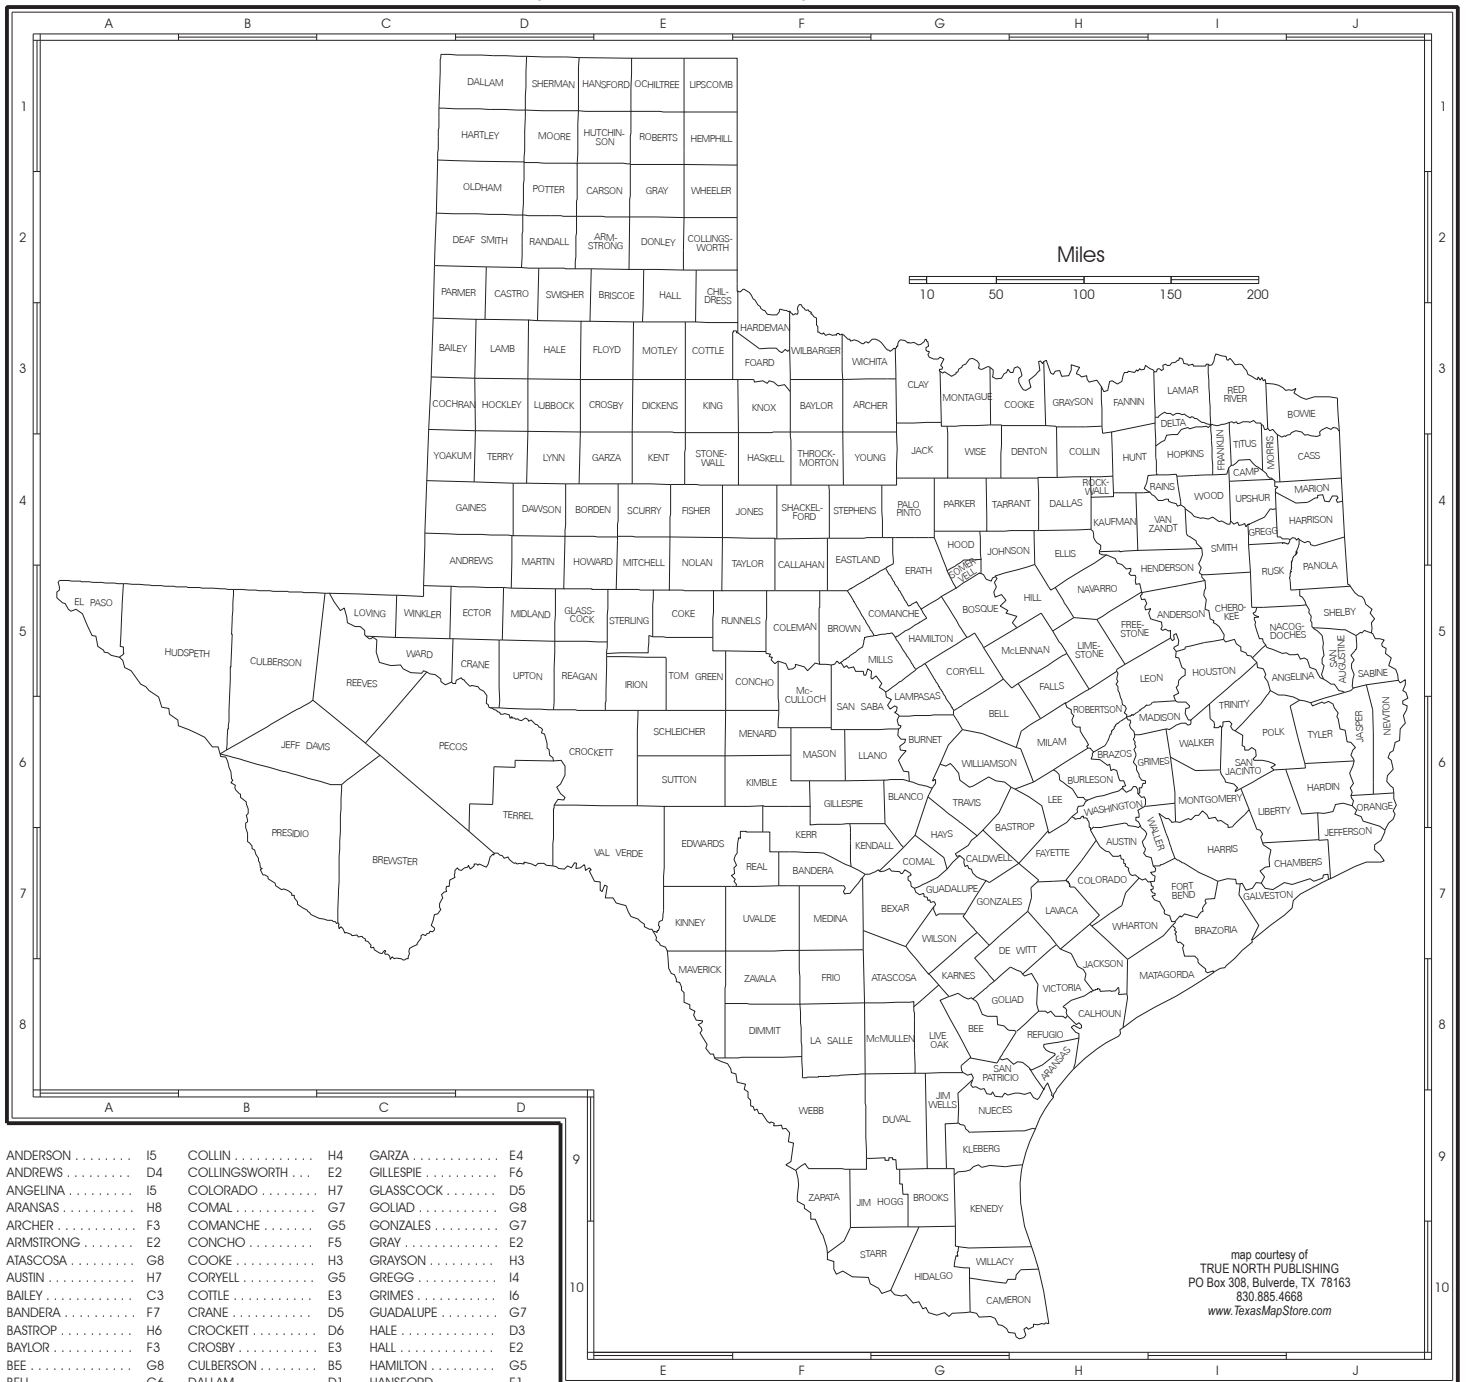 A B C D E F G H I J
DALLAM SHERMAN HANSFORD OCHILTREE LIPSCOMB
1 1
HARTLEY MOORE HUTCHIN-
SON ROBERTS HEMPHILL
OLDHAM POTTER CARSON GRAY WHEELER
2 2
DEAF SMITH RANDALL ARM-
STRONG DONLEY COLLINGS-
WORTH
Miles
10 50 100 150 200
PARMER CASTRO SWISHER BRISCOE HALL CHIL-
DRESS
HARDEMAN
BAILEY LAMB HALE FLOYD MOTLEY COTTLE FOARD WILBARGER WICHITA
3 3
CLAY MONTAGUE COOKE GRAYSON FANNIN LAMAR RED
RIVER BOWIE
COCHRAN HOCKLEY LUBBOCK CROSBY DICKENS KING KNOX BAYLOR ARCHER
DELTA
YOAKUM TERRY LYNN GARZA KENT STONE-
WALL HASKELL THROCK-
MORTON YOUNG JACK WISE DENTON COLLIN HUNT HOPKINS FRANKLIN TITUS MORRIS CASS
CAMP
4 4
GAINES DAWSON BORDEN SCURRY FISHER JONES SHACKEL-
FORD STEPHENS PALO
PINTO PARKER TARRANT DALLAS ROCK-
WALL RAINS WOOD UPSHUR MARION
KAUFMAN VAN
ZANDT GREGG HARRISON
ANDREWS MARTIN HOWARD MITCHELL NOLAN TAYLOR CALLAHAN EASTLAND ERATH HOOD SOMER
VELL JOHNSON ELLIS HENDERSON SMITH RUSK PANOLA
EL PASO HUDSPETH CULBERSON LOVING WINKLER ECTOR MIDLAND GLASS-
COCK STERLING COKE RUNNELS COLEMAN BROWN COMANCHE BOSQUE HILL NAVARRO ANDERSON CHERO-
KEE SHELBY
5 5
HAMILTON FREE-
STONE NACOG-
DOCHES
WARD CRANE UPTON REAGAN IRION TOM GREEN CONCHO MILLS CORYELL McLENNAN LIME-
STONE SAN
AUGUSTINE SABINE
REEVES Mc-
CULLOCH SAN SABA LAMPASAS FALLS LEON HOUSTON ANGELINA
BELL ROBERTSON MADISON TRINITY
JEFF DAVIS PECOS CROCKETT SCHLEICHER MENARD MASON LLANO BURNET MILAM BRAZOS WALKER POLK TYLER JASPER NEWTON
6 6
WILLIAMSON GRIMES SAN
JACINTO
SUTTON KIMBLE BURLESON HARDIN
GILLESPIE BLANCO TRAVIS LEE WASHINGTON MONTGOMERY LIBERTY ORANGE
PRESIDIO BREWSTER TERREL VAL VERDE EDWARDS KERR KENDALL HAYS BASTROP AUSTIN WALLER HARRIS JEFFERSON
REAL BANDERA COMAL CALDWELL FAYETTE CHAMBERS
7 7
GUADALUPE COLORADO FORT
BEND GALVESTON
KINNEY UVALDE MEDINA BEXAR GONZALES LAVACA WHARTON BRAZORIA
WILSON DE WITT
MAVERICK ZAVALA FRIO ATASCOSA KARNES JACKSON MATAGORDA
GOLIAD VICTORIA CALHOUN
8 8
DIMMIT LA SALLE McMULLEN LIVE
OAK BEE REFUGIO
SAN
PATRICIO ARANSAS
A B C D
WEBB DUVAL JIM
WELLS NUECES
KLEBERG
9 9
ZAPATA JIM HOGG BROOKS KENEDY
STARR HIDALGO WILLACY
CAMERON
10 10
map courtesy of
TRUE NORTH PUBLISHING
PO Box 308, Bulverde, TX 78163
830.885.4668
www.TexasMapStore.com
E F G H I J
ANDERSON . . . . . . . . I5 COLLIN . . . . . . . . . . . H4 GARZA . . . . . . . . . . . . E4
ANDREWS . . . . . . . . . D4 COLLINGSWORTH . . . E2 GILLESPIE . . . . . . . . . . F6
ANGELINA . . . . . . . . . I5 COLORADO . . . . . . . H7 GLASSCOCK . . . . . . . D5
ARANSAS . . . . . . . . . . H8 COMAL . . . . . . . . . . . G7 GOLIAD . . . . . . . . . . . G8
ARCHER . . . . . . . . . . . F3 COMANCHE . . . . . . . G5 GONZALES . . . . . . . . . G7
ARMSTRONG . . . . . . . E2 CONCHO . . . . . . . . . F5 GRAY . . . . . . . . . . . . . E2
ATASCOSA . . . . . . . . . G8 COOKE . . . . . . . . . . . H3 GRAYSON . . . . . . . . . H3
AUSTIN . . . . . . . . . . . . H7 CORYELL . . . . . . . . . . G5 GREGG . . . . . . . . . . . I4
BAILEY . . . . . . . . . . . . C3 COTTLE . . . . . . . . . . . E3 GRIMES . . . . . . . . . . . I6
BANDERA . . . . . . . . . . F7 CRANE . . . . . . . . . . . D5 GUADALUPE . . . . . . . G7
BASTROP . . . . . . . . . . H6 CROCKETT . . . . . . . . D6 HALE . . . . . . . . . . . . . D3
BAYLOR . . . . . . . . . . . F3 CROSBY . . . . . . . . . . E3 HALL . . . . . . . . . . . . . E2
BEE . . . . . . . . . . . . . . G8 CULBERSON . . . . . . . B5 HAMILTON . . . . . . . . . G5